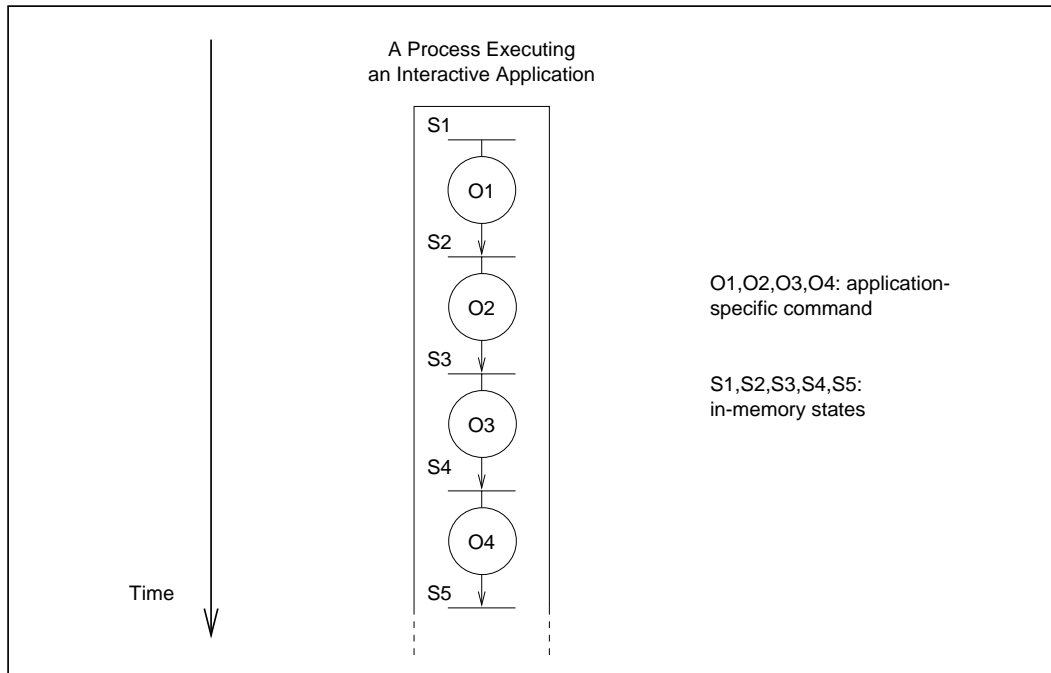 A Process Executing
an Interactive Application
S1
O1
S2
O2
O1,O2,O3,O4: application-
specific command
S3
S1,S2,S3,S4,S5:
in-memory states
O3
S4
O4
Time
S5